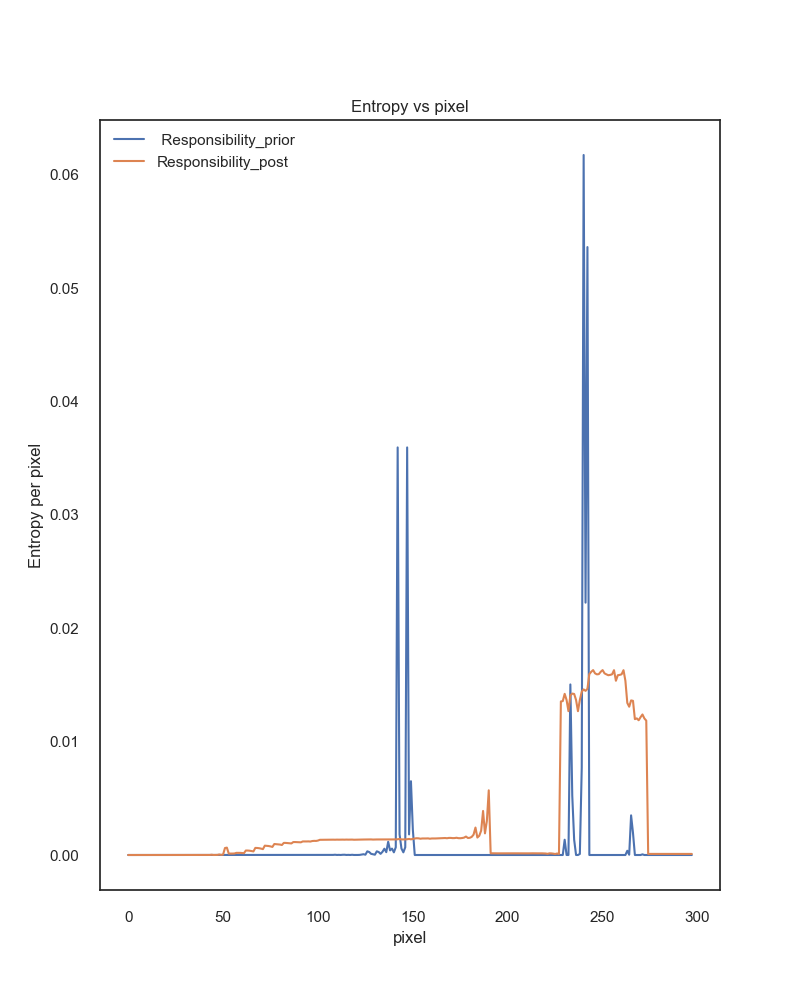 Entropy vs pixel
Responsibility_prior
Responsibility_post
Entropy per pixel
0.06
0.05
0.04
0.03
0.02
0.01
0.00
0 50 100 150 200 250 300
pixel